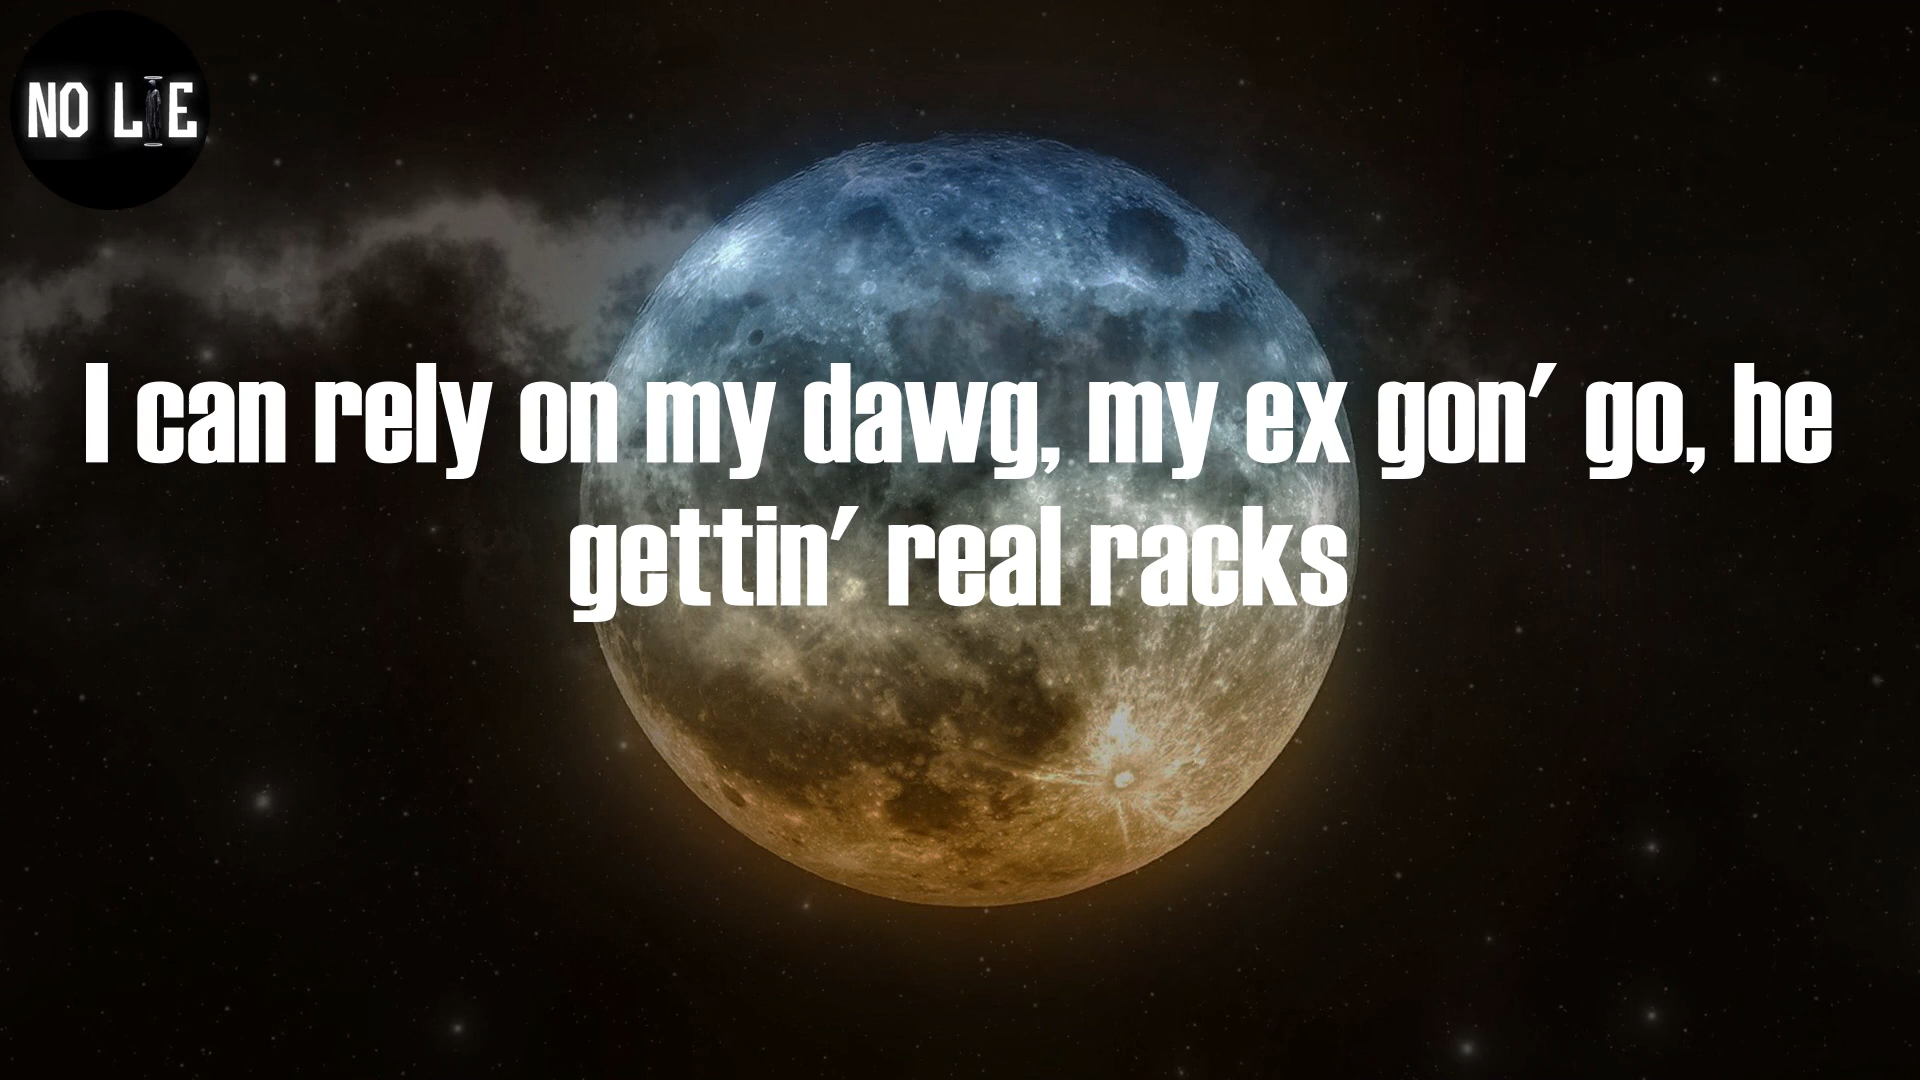 NO LIE
I can rely on my dawg, my ex gon' go, he
gettin' real racks